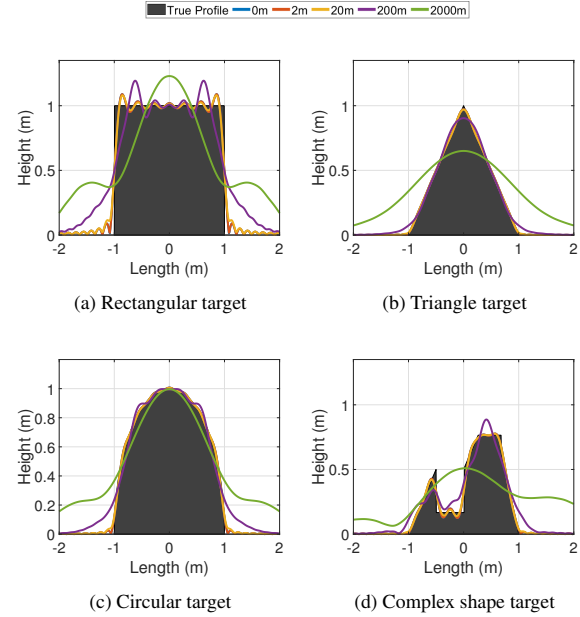 True Profile 0m 2m 20m 200m 2000m
1
0.5
0
Height (m)
-2 -1 0 1 2
Length (m)
(a) Rectangular target
1
0.5
0
Height (m)
-2 -1 0 1 2
Length (m)
(b) Triangle target
1
0.8
0.6
0.4
0.2
0
Height (m)
-2 -1 0 1 2
Length (m)
(c) Circular target
1
0.5
0
Height (m)
-2 -1 0 1 2
Length (m)
(d) Complex shape target